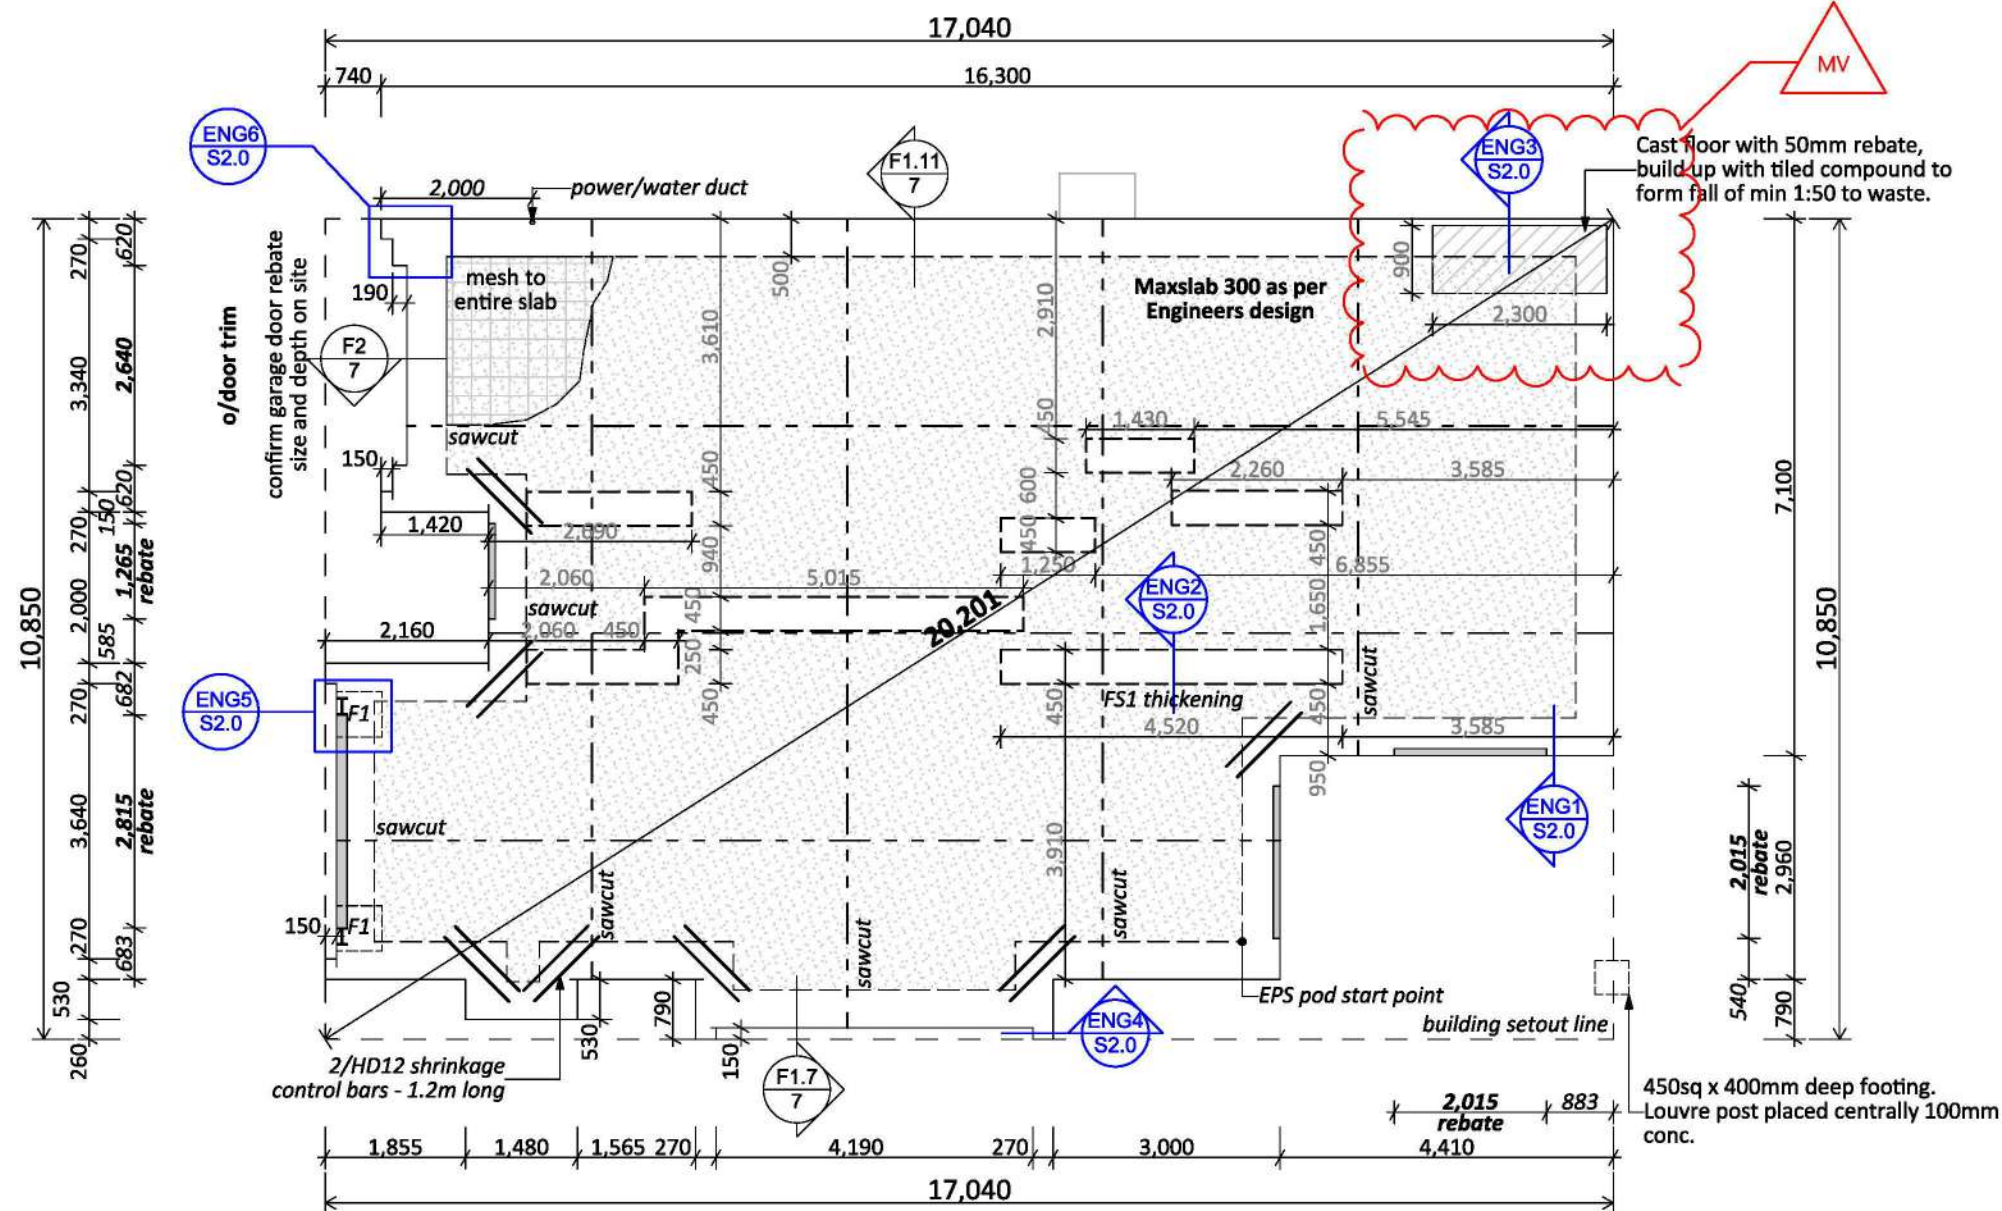 17,040
740
16,300
MV
ENG6
S2.0
F1.11
7
ENG3
S2.0
Cast floor with 50mm rebate,
build up with tiled compound to
form fall of min 1:50 to waste.
2,000
power/water duct
270
620
o/door trim
confirm garage door rebate
size and depth on site
190
mesh to
entire slab
500
3,610
2,910
Maxslab 300 as per
Engineers design
900
2,300
F2
7
3,340
2,640
sawcut
150
450
450
1,430
5,545
2,260
3,585
7,100
620
150
270
1,420
2,690
940
600
450
450
1,265
rebate
2,060
5,015
1,250
6,855
ENG2
S2.0
10,850
2,000
585
sawcut
450
20,201
1,650
10,850
2,160
2,060
450
250
682
270
ENG5
S2.0
F1
450
450
FS1 thickening
450
sawcut
4,520
3,585
950
ENG1
S2.0
3,640
2,815
rebate
sawcut
3,910
2,015
rebate
2,960
sawcut
sawcut
sawcut
150
F1
270
683
530
530
790
150
EPS pod start point
building setout line
540
790
ENG4
S2.0
260
2/HD12 shrinkage
control bars - 1.2m long
F1.7
7
450sq x 400mm deep footing.
Louvre post placed centrally 100mm
conc.
2,015
rebate
883
1,855
1,480
1,565
270
4,190
270
3,000
4,410
17,040